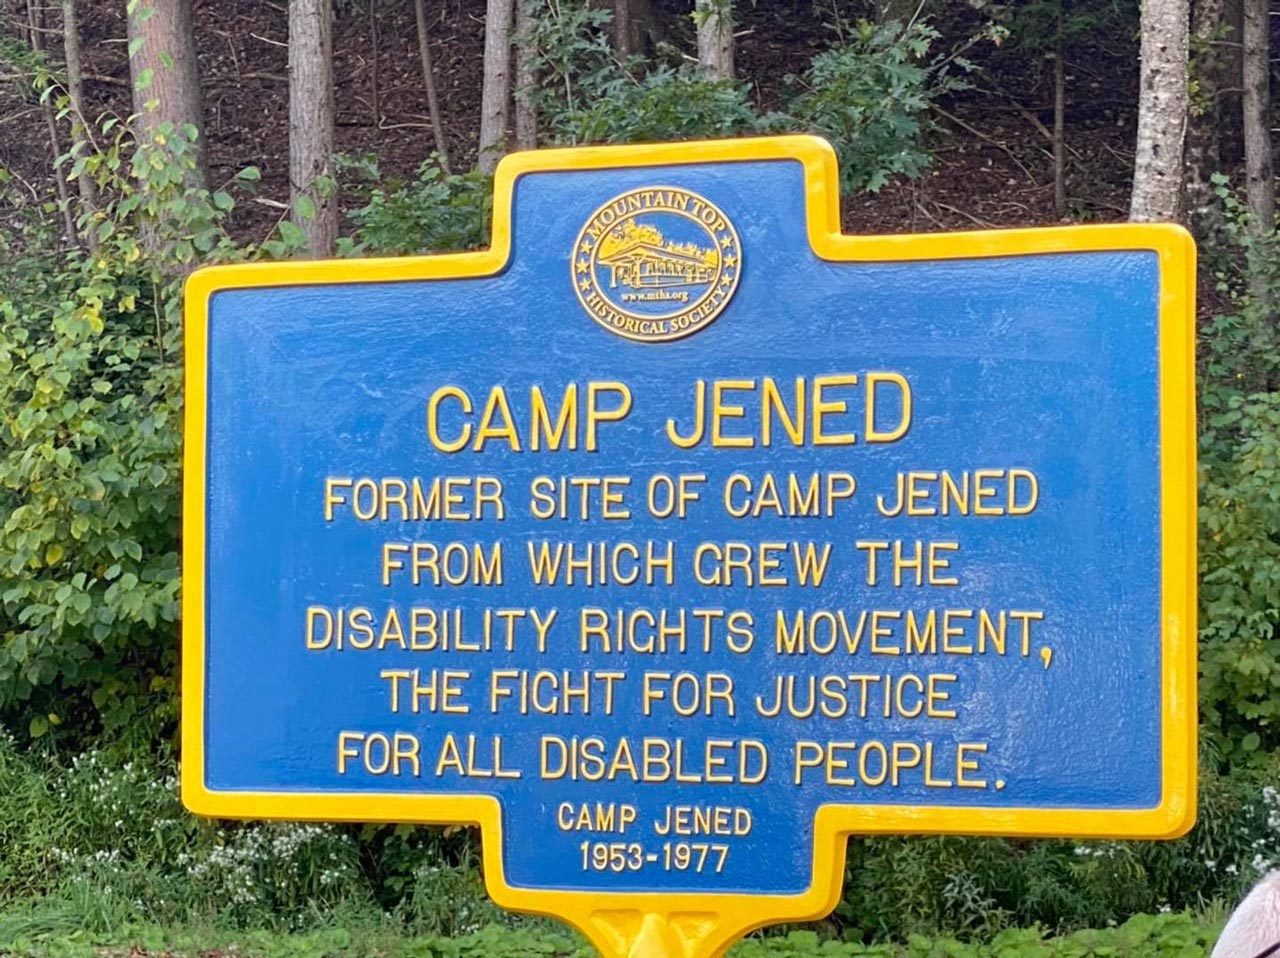 MOUNTAIN TOP
www.mths.org
HISTORICAL SOCIETY
CAMP JENED
FORMER SITE OF CAMP JENED
FROM WHICH GREW THE
DISABILITY RIGHTS MOVEMENT,
THE FIGHT FOR JUSTICE
FOR ALL DISABLED PEOPLE.
CAMP JENED
1953-1977